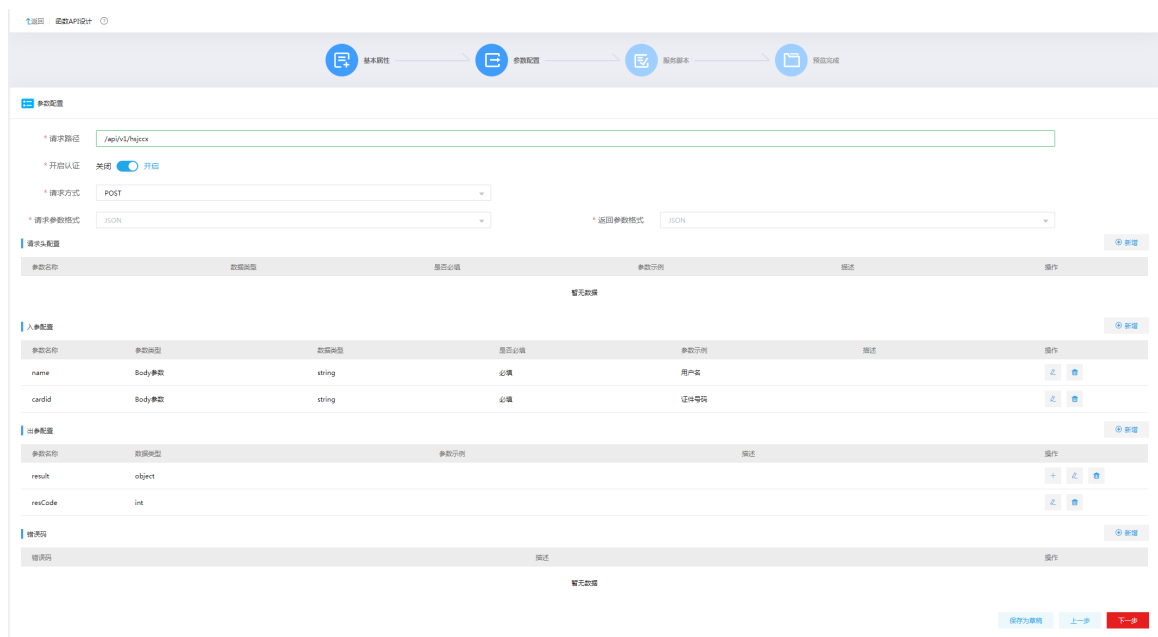 返回 函数API设计
基本属性 参数配置 服务脚本 预览完成
参数配置
* 请求路径 /api/v1/hsjccx
* 开启认证 关闭 开启
* 请求方式 POST
* 请求参数格式 JSON * 返回参数格式 JSON
请求头配置 新增
参数名称 数据类型 是否必填 参数示例 描述 操作
暂无数据
入参配置 新增
参数名称 参数类型 数据类型 是否必填 参数示例 描述 操作
name Body参数 string 必填 用户名
cardid Body参数 string 必填 证件号码
出参配置 新增
参数名称 数据类型 参数示例 描述 操作
result object
resCode int
错误码 新增
错误码 描述 操作
暂无数据
保存为草稿 上一步 下一步